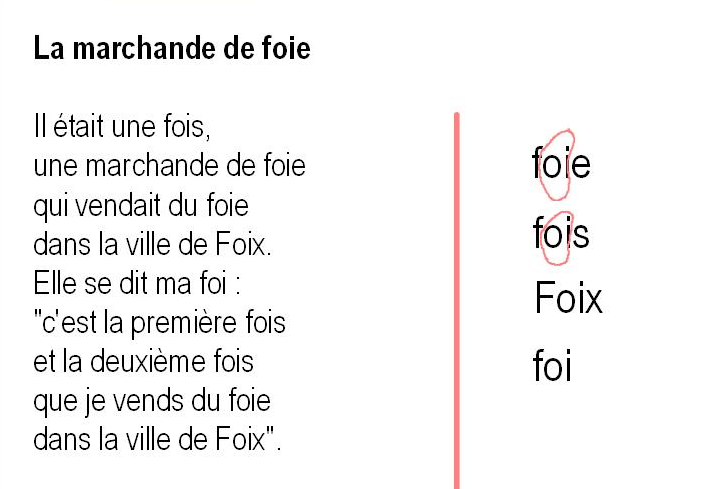 La marchande de foie
Il était une fois,
une marchande de foie
qui vendait du foie
dans la ville de Foix.
Elle se dit ma foi :
"c'est la première fois
et la deuxième fois
que je vends du foie
dans la ville de Foix".
foie
fois
Foix
foi